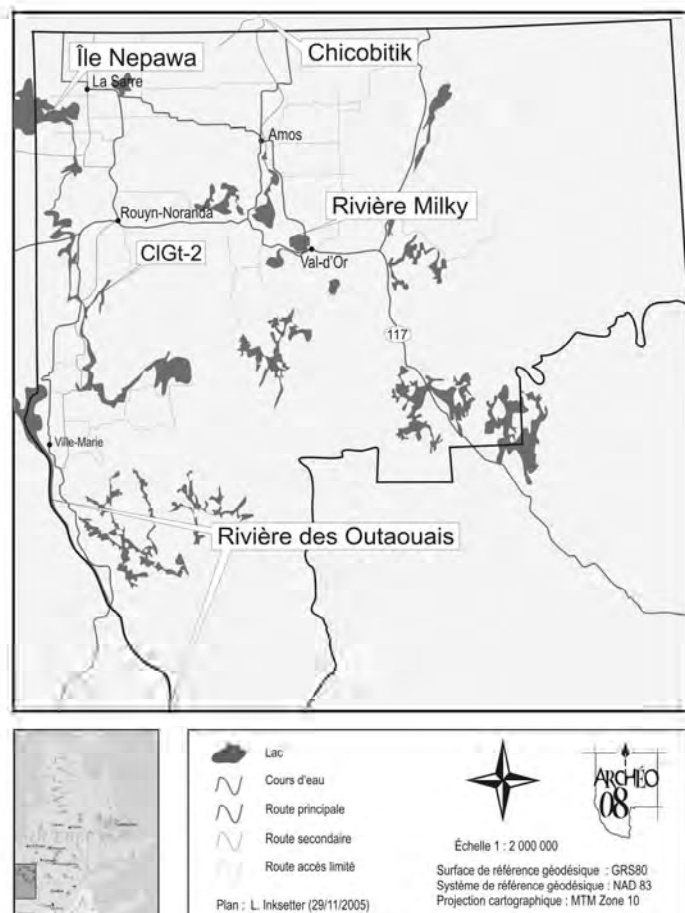 Chicobitik
Île Nepawa
La Sarre
Amos
Rivière Milky
Rouyn-Noranda
Val-d'Or
CIGt-2
117
Ville-Marie
Rivière des Outaouais
Lac
Cours d'eau
Route principale
Route secondaire
Route accès limité
Plan : L. Inksetter (29/11/2005)
ARCHÉO
08
Échelle 1 : 2 000 000
Surface de référence géodésique : GRS80
Système de référence géodésique : NAD 83
Projection cartographique : MTM Zone 10